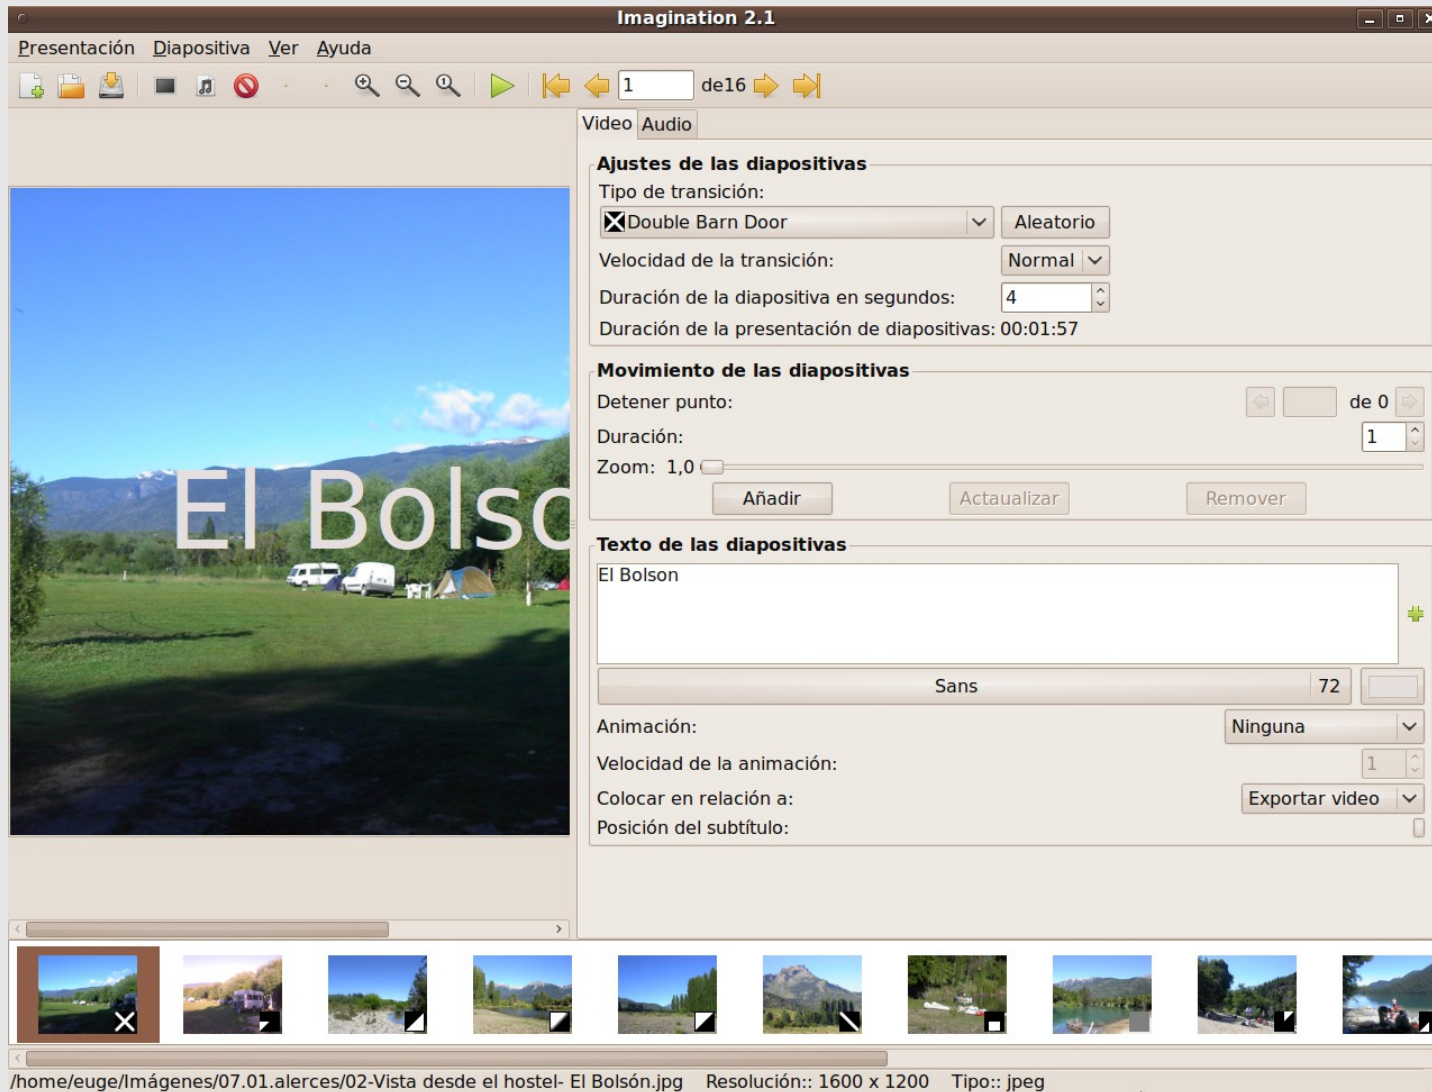 Imagination 2.1
Presentación Diapositiva Ver Ayuda
1 de16
Video Audio
Ajustes de las diapositivas
Tipo de transición:
Double Barn Door Aleatorio
Velocidad de la transición: Normal
Duración de la diapositiva en segundos: 4
Duración de la presentación de diapositivas: 00:01:57
Movimiento de las diapositivas
Detener punto: de 0
Duración: 1
Zoom: 1,0
Añadir Actaualizar Remover
El Bolso
Texto de las diapositivas
El Bolson
Sans 72
Animación: Ninguna
Velocidad de la animación: 1
Colocar en relación a: Exportar video
Posición del subtítulo:
/home/euge/Imágenes/07.01.alerces/02-Vista desde el hostel- El Bolsón.jpg Resolución:: 1600 x 1200 Tipo:: jpeg